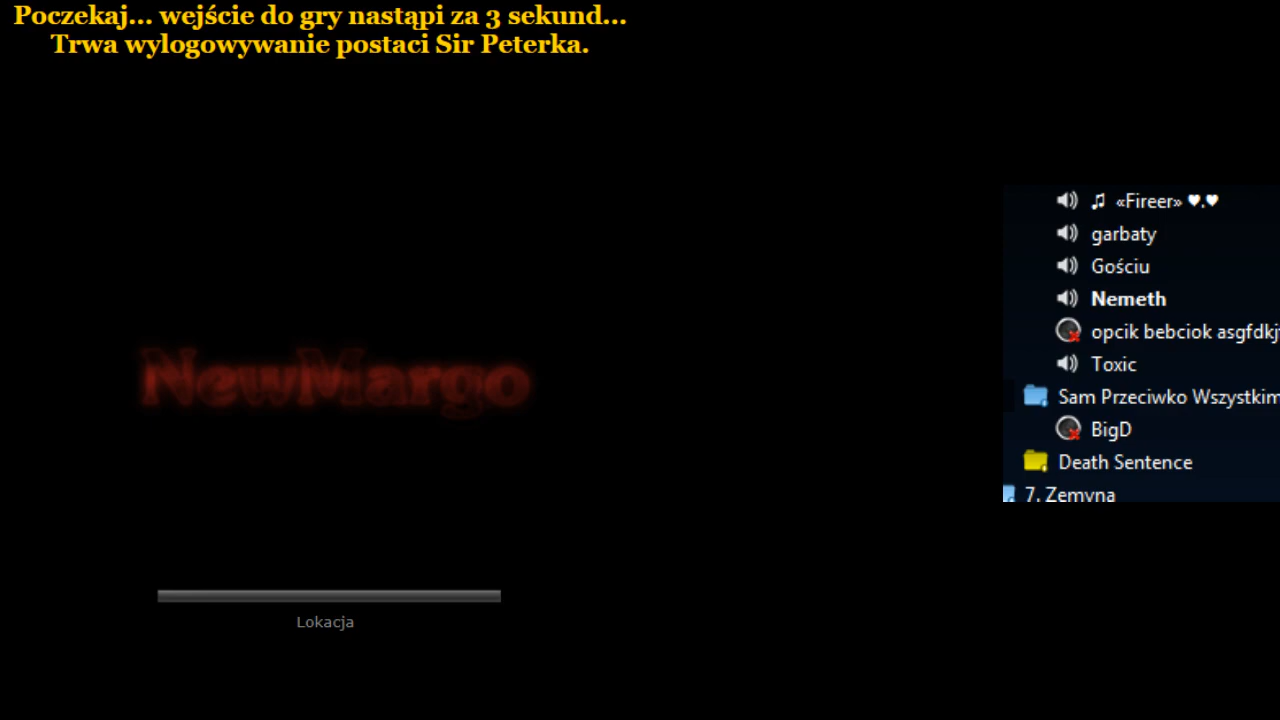 Poczekaj... wejście do gry nastąpi za 3 sekund...
Trwa wylogowywanie postaci Sir Peterka.
NewMargo
Lokacja
♫ «Fireer» ♥.♥
garbaty
Gościu
Nemeth
opcik bebciok asgfdkj
Toxic
Sam Przeciwko Wszystkim
BigD
Death Sentence
7. Zemyna